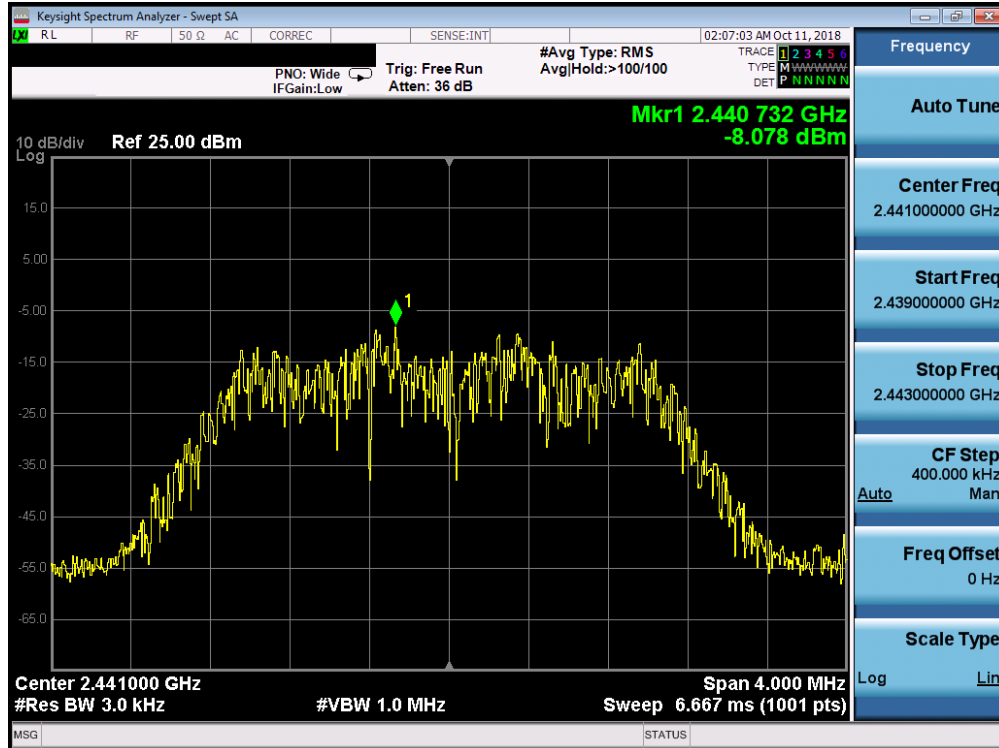 Keysight Spectrum Analyzer - Swept SA
LXI RL RF 50 Ω AC CORREC SENSE:INT 02:07:03 AM Oct 11, 2018
PNO: Wide
IFGain:Low
Trig: Free Run
Atten: 36 dB
#Avg Type: RMS
Avg|Hold:>100/100
TRACE 1 2 3 4 5 6
TYPE M WWWWW
DET P N N N N N
Mkr1 2.440 732 GHz
-8.078 dBm
10 dB/div Ref 25.00 dBm
Log
15.0
5.00
-5.00
-15.0
-25.0
-35.0
-45.0
-55.0
-65.0
1
Center 2.441000 GHz Span 4.000 MHz
#Res BW 3.0 kHz #VBW 1.0 MHz Sweep 6.667 ms (1001 pts)
MSG STATUS
Frequency
Auto Tune
Center Freq
2.441000000 GHz
Start Freq
2.439000000 GHz
Stop Freq
2.443000000 GHz
CF Step
400.000 kHz
Auto Man
Freq Offset
0 Hz
Scale Type
Log Lin